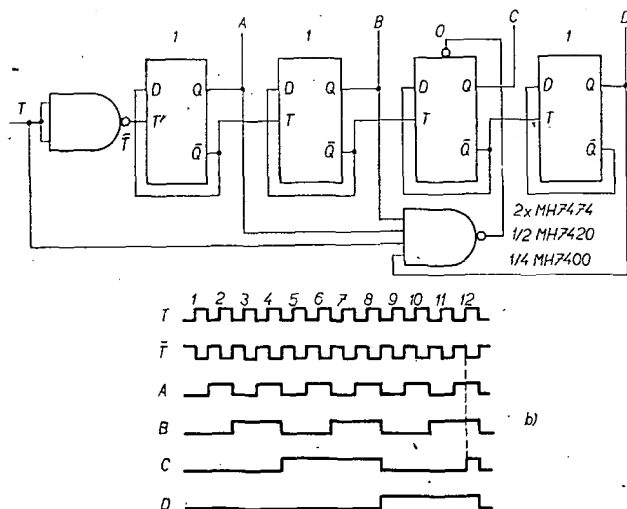 A B C D
1 1 0 1
D Q D Q D Q D Q
T T̄ T' T T T
Q̄ Q̄ Q̄ Q̄
2x MH7474
1/2 MH7420
1/4 MH7400
1 2 3 4 5 6 7 8 9 10 11 12
T
T̄
A
B b)
C
D